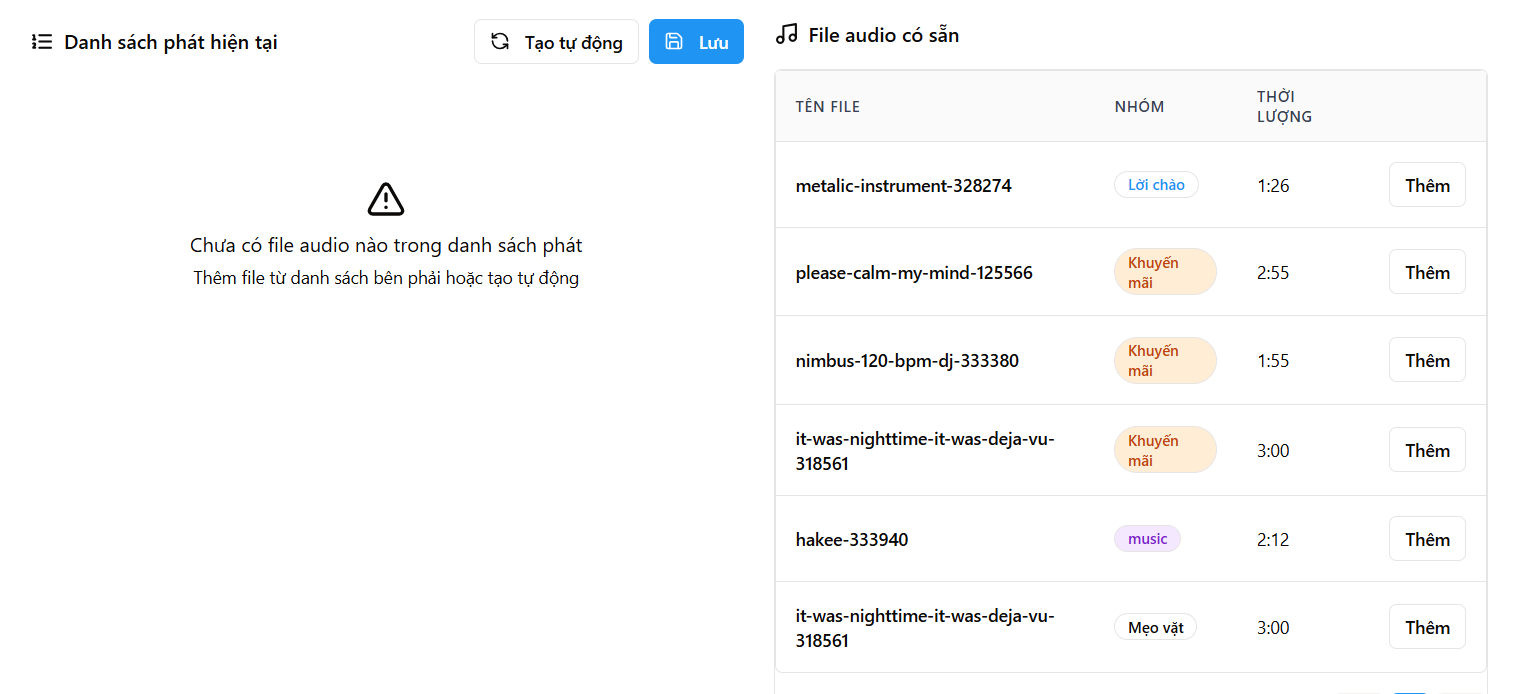 Danh sách phát hiện tại
Tạo tự động
Lưu
Chưa có file audio nào trong danh sách phát
Thêm file từ danh sách bên phải hoặc tạo tự động
File audio có sẵn
TÊN FILE
NHÓM
THỜI
LƯỢNG
metalic-instrument-328274
Lời chào
1:26
Thêm
please-calm-my-mind-125566
Khuyến
mãi
2:55
Thêm
nimbus-120-bpm-dj-333380
Khuyến
mãi
1:55
Thêm
it-was-nighttime-it-was-deja-vu-
318561
Khuyến
mãi
3:00
Thêm
hakee-333940
music
2:12
Thêm
it-was-nighttime-it-was-deja-vu-
318561
Mẹo vặt
3:00
Thêm